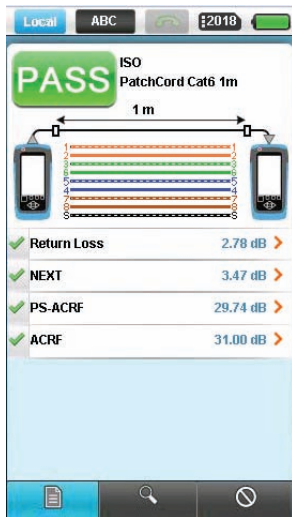 Local ABC 2018
PASS
ISO
PatchCord Cat6 1m
1 m
1 1
2 2
3 3
6 6
5 5
4 4
7 7
8 8
S S
Return Loss 2.78 dB
NEXT 3.47 dB
PS-ACRF 29.74 dB
ACRF 31.00 dB